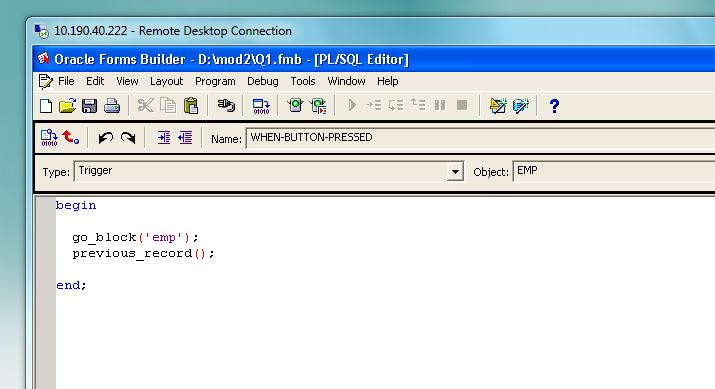 10.190.40.222 - Remote Desktop Connection
Oracle Forms Builder - D:\mod2\Q1.fmb - [PL/SQL Editor]
File Edit View Layout Program Debug Tools Window Help
Name: WHEN-BUTTON-PRESSED
Type: Trigger Object: EMP
begin
go_block('emp');
previous_record();
end;